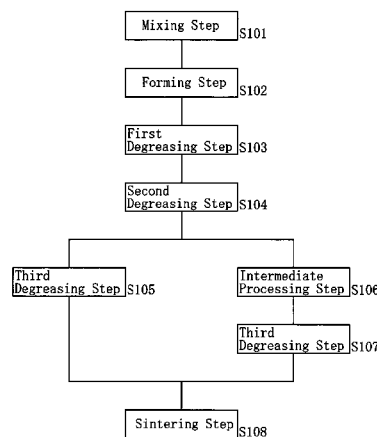 Mixing Step
S101
Forming Step
S102
First
Degreasing Step
S103
Second
Degreasing Step
S104
Third
Degreasing Step
S105
Intermediate
Processing Step
S106
Third
Degreasing Step
S107
Sintering Step
S108